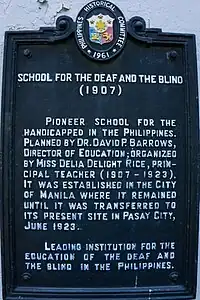 PHILIPPINES HISTORICAL COMMITTEE
1961
SCHOOL FOR THE DEAF AND THE BLIND
(1907)
PIONEER SCHOOL FOR THE
HANDICAPPED IN THE PHILIPPINES.
PLANNED BY DR. DAVID P. BARROWS,
DIRECTOR OF EDUCATION; ORGANIZED
BY MISS DELIA DELIGHT RICE, PRIN-
CIPAL TEACHER (1907-1923).
IT WAS ESTABLISHED IN THE CITY
OF MANILA WHERE IT REMAINED
UNTIL IT WAS TRANSFERRED TO
ITS PRESENT SITE IN PASAY CITY,
JUNE 1923.
LEADING INSTITUTION FOR THE
EDUCATION OF THE DEAF AND
THE BLIND IN THE PHILIPPINES.